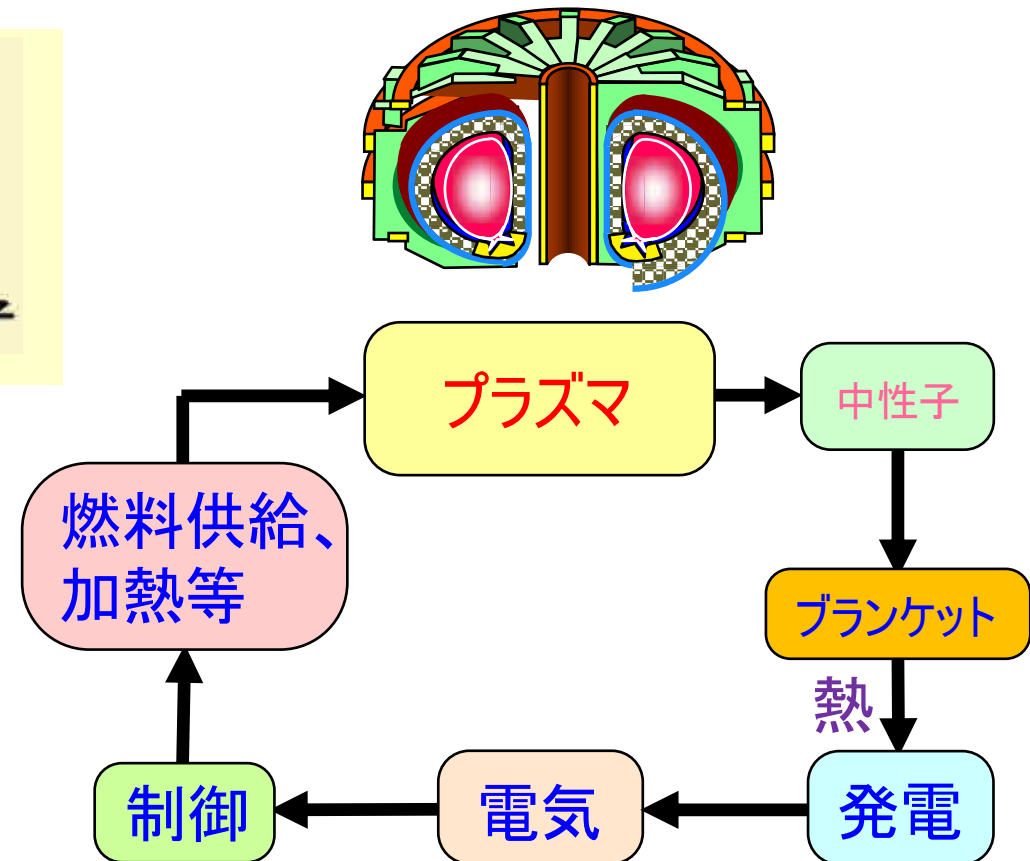 プラズマ
中性子
燃料供給、
加熱等
ブランケット
熱
制御
電気
発電